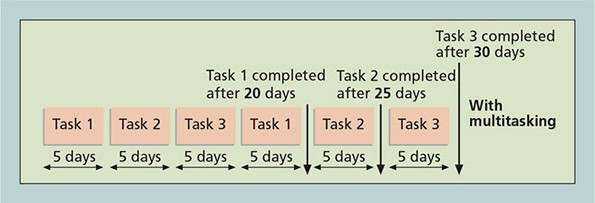 Task 3 completed
after 30 days
Task 1 completed
after 20 days
Task 2 completed
after 25 days
With
multitasking
Task 1
Task 2
Task 3
Task 1
Task 2
Task 3
5 days
5 days
5 days
5 days
5 days
5 days